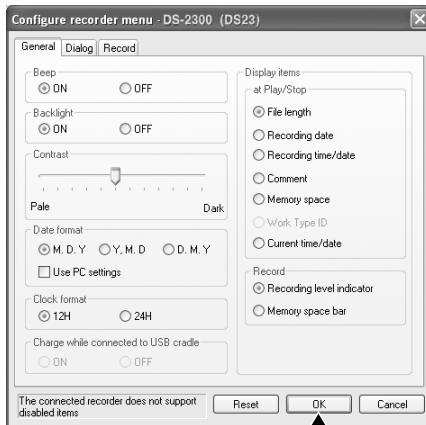 Configure recorder menu - DS-2300 (DS23)
General Dialog Record
Beep
ON OFF
Backlight
ON OFF
Contrast
Pale Dark
Date format
M. D. Y Y, M. D D. M. Y
Use PC settings
Clock format
12H 24H
Charge while connected to USB cradle
ON OFF
Display items
at Play/Stop
File length
Recording date
Recording time/date
Comment
Memory space
Work Type ID
Current time/date
Record
Recording level indicator
Memory space bar
The connected recorder does not support
disabled items
Reset OK Cancel